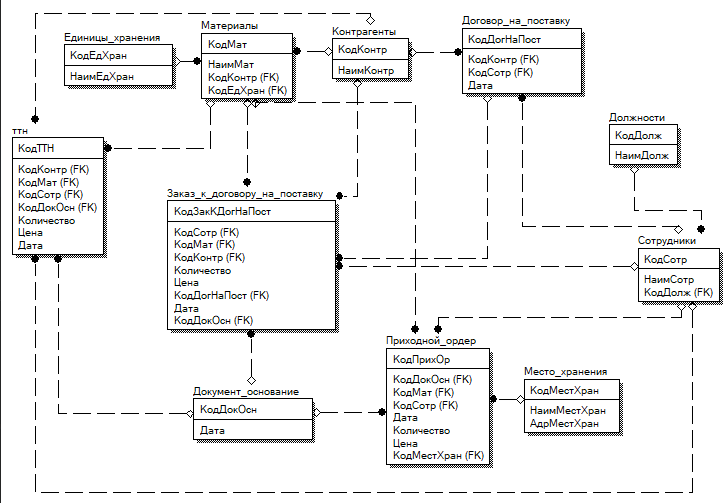 Единицы_хранения
КодЕдХран
НаимЕдХран
Материалы
КодМат
НаимМат
КодКонтр (FK)
КодЕдХран (FK)
Контрагенты
КодКонтр
НаимКонтр
Договор_на_поставку
КодДогНаПост
КодКонтр (FK)
КодСотр (FK)
Дата
Должности
КодДолж
НаимДолж
ттн
КодТТН
КодКонтр (FK)
КодМат (FK)
КодСотр (FK)
КодДокОсн (FK)
Количество
Цена
Дата
Заказ_к_договору_на_поставку
КодЗакКДогНаПост
КодСотр (FK)
КодМат (FK)
КодКонтр (FK)
Количество
Цена
КодДогНаПост (FK)
Дата
КодДокОсн (FK)
Сотрудники
КодСотр
НаимСотр
КодДолж (FK)
Документ_основание
КодДокОсн
Дата
Приходной_ордер
КодПрихОр
КодДокОсн (FK)
КодМат (FK)
КодСотр (FK)
Дата
Количество
Цена
КодМестХран (FK)
Место_хранения
КодМестХран
НаимМестХран
АдрМестХран